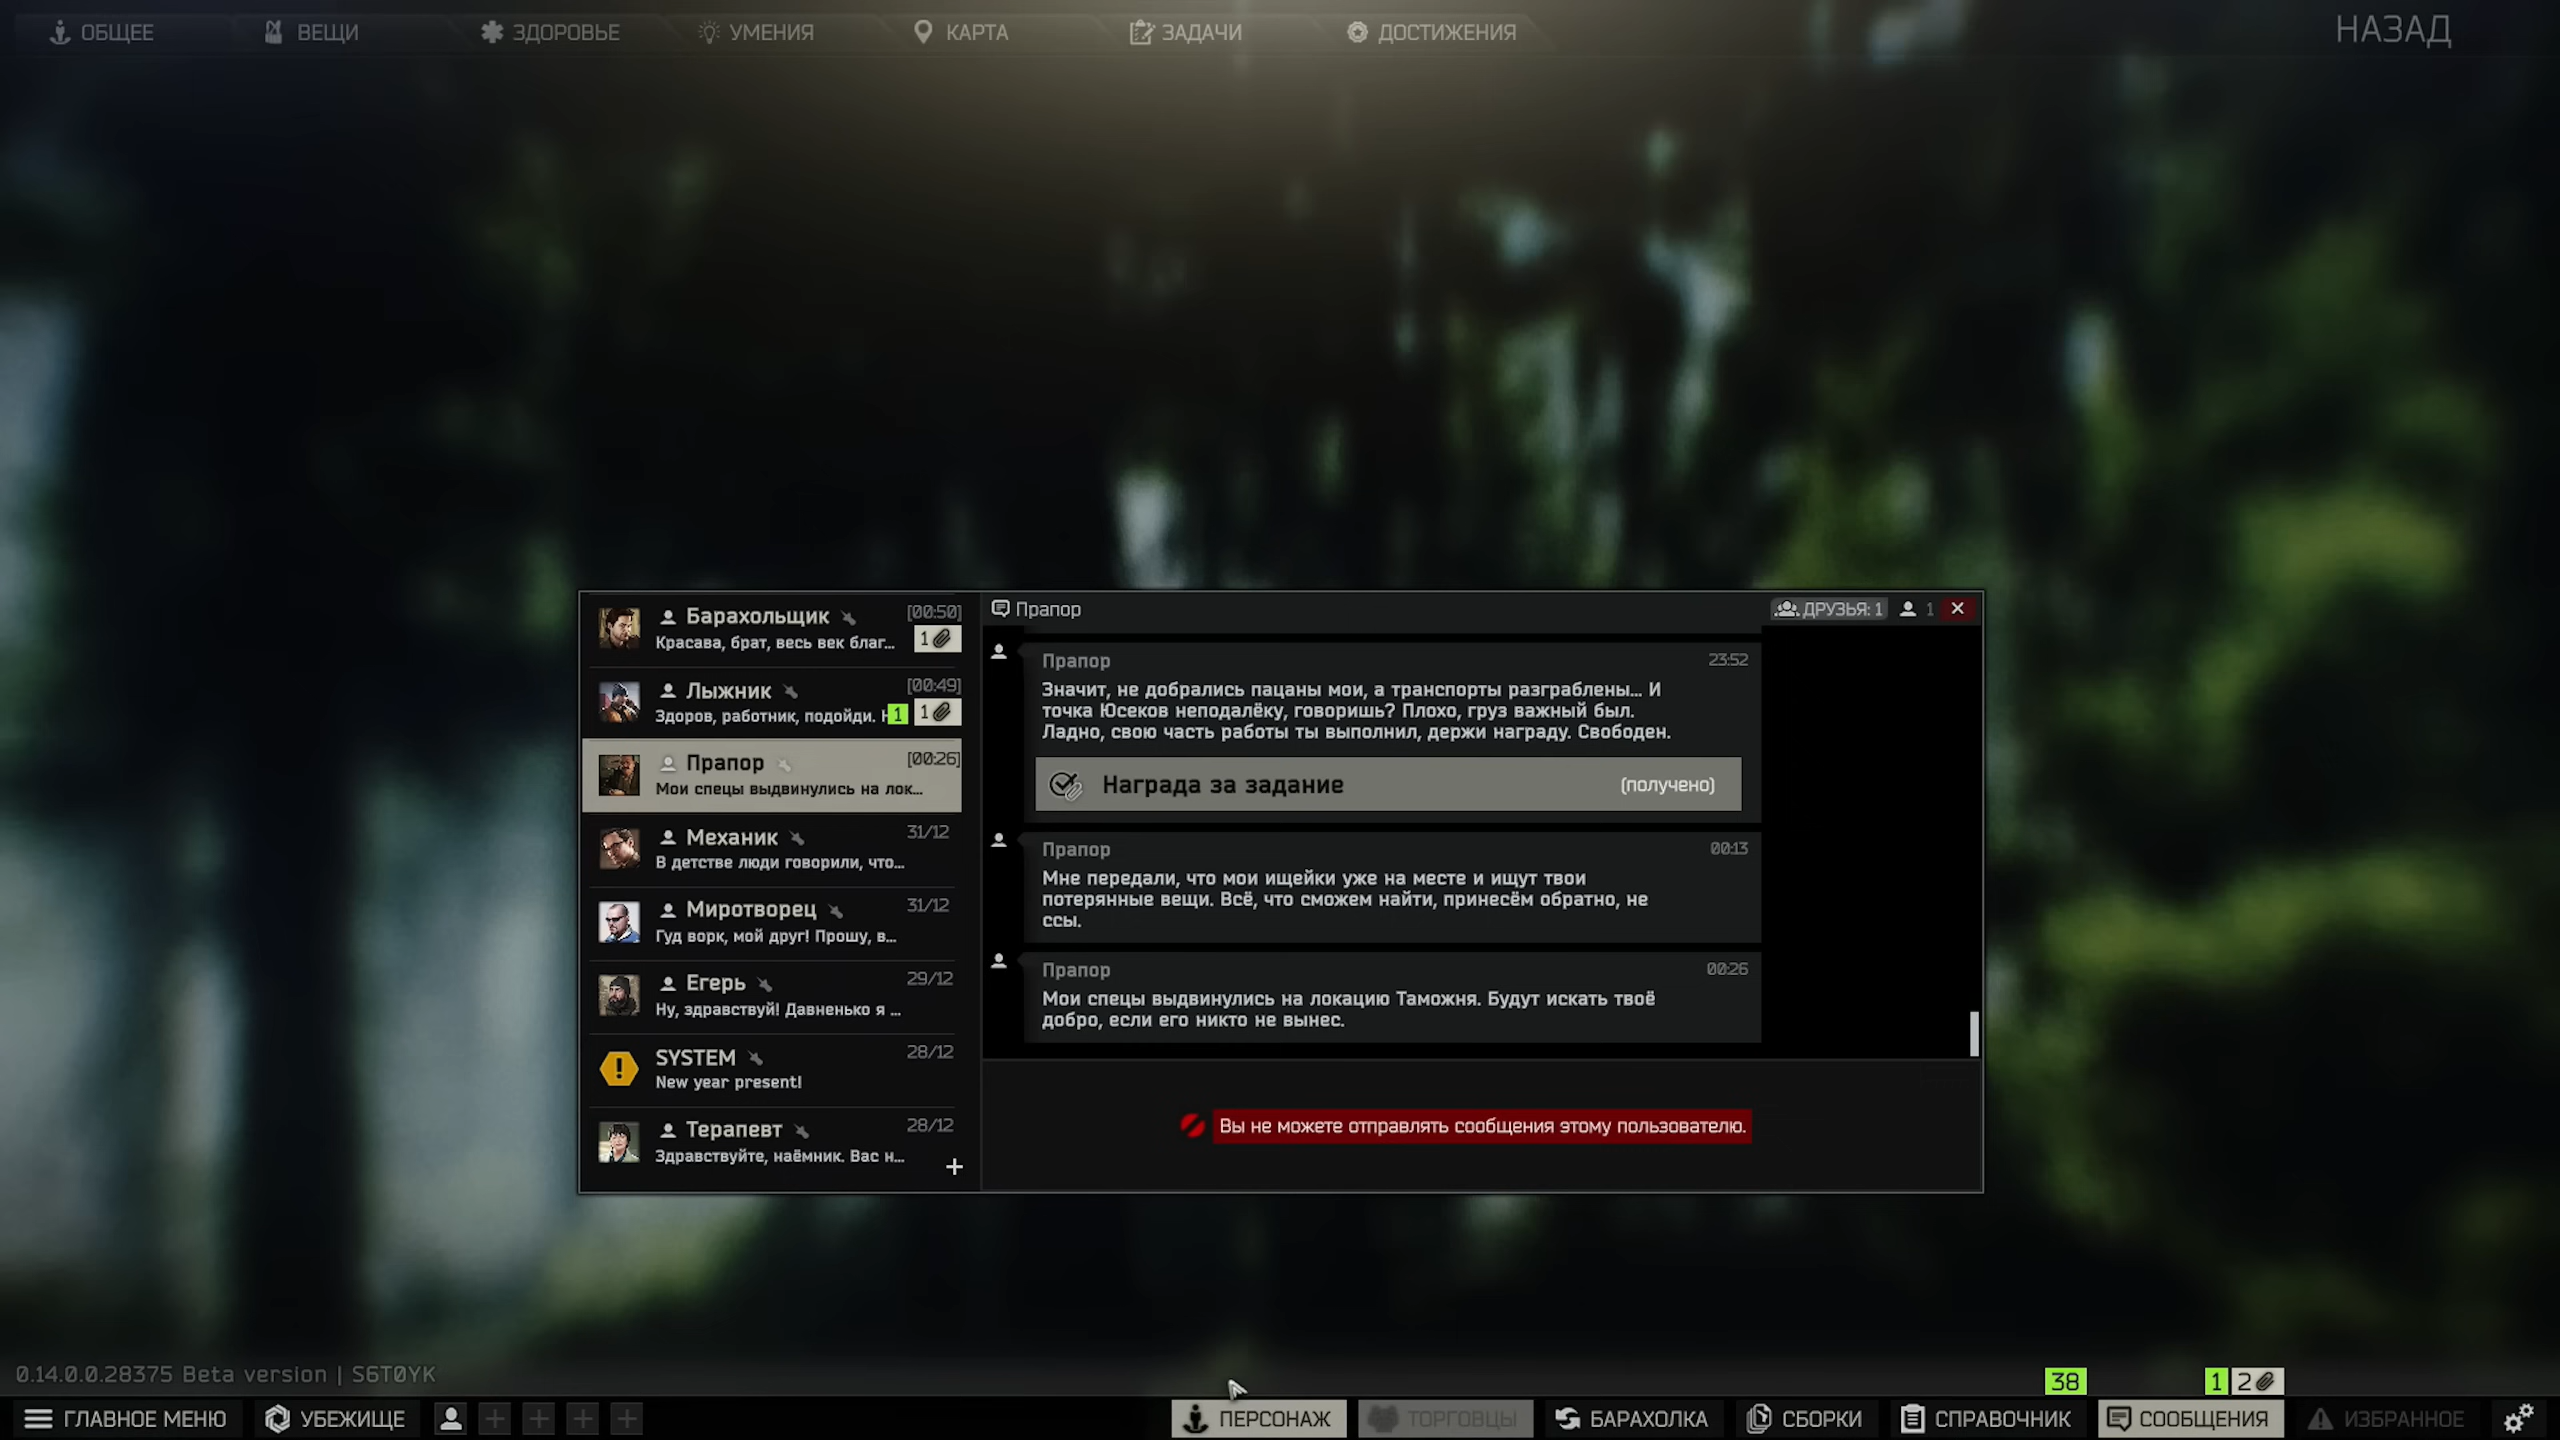 ОБЩЕЕ
ВЕЩИ
ЗДОРОВЬЕ
УМЕНИЯ
КАРТА
ЗАДАЧИ
ДОСТИЖЕНИЯ
НАЗАД
Барахольщик
[00:50]
Красава, брат, весь век благ...
1
Лыжник
[00:49]
Здоров, работник, подойди. Н
1
1
Прапор
[00:26]
Мои спецы выдвинулись на лок...
Механик
31/12
В детстве люди говорили, что...
Миротворец
31/12
Гуд ворк, мой друг! Прошу, в...
Егерь
29/12
Ну, здравствуй! Давненько я ...
SYSTEM
28/12
New year present!
Терапевт
28/12
Здравствуйте, наёмник. Вас н...
+
Прапор
ДРУЗЬЯ: 1
1
Прапор
23:52
Значит, не добрались пацаны мои, а транспорты разграблены... И
точка Юсеков неподалёку, говоришь? Плохо, груз важный был.
Ладно, свою часть работы ты выполнил, держи награду. Свободен.
Награда за задание
(получено)
Прапор
00:13
Мне передали, что мои ищейки уже на месте и ищут твои
потерянные вещи. Всё, что сможем найти, принесём обратно, не
ссы.
Прапор
00:26
Мои спецы выдвинулись на локацию Таможня. Будут искать твоё
добро, если его никто не вынес.
Вы не можете отправлять сообщения этому пользователю.
0.14.0.0.28375 Beta version | S6T0YK
38
1
2
ГЛАВНОЕ МЕНЮ
УБЕЖИЩЕ
ПЕРСОНАЖ
ТОРГОВЦЫ
БАРАХОЛКА
СБОРКИ
СПРАВОЧНИК
СООБЩЕНИЯ
ИЗБРАННОЕ